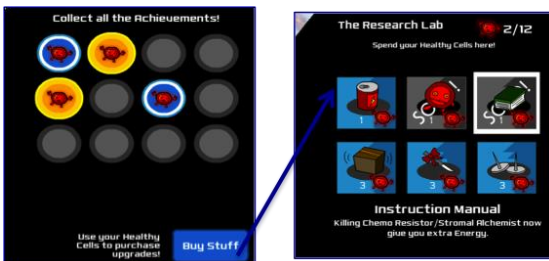 Collect all the Achievements!
Use your Healthy
Cells to purchase
upgrades!
Buy Stuff
The Research Lab
2/12
Spend your Healthy Cells here!
1
1
1
3
3
3
Instruction Manual
Killing Chemo Resistor/Stromal Alchemist now
give you extra Energy.